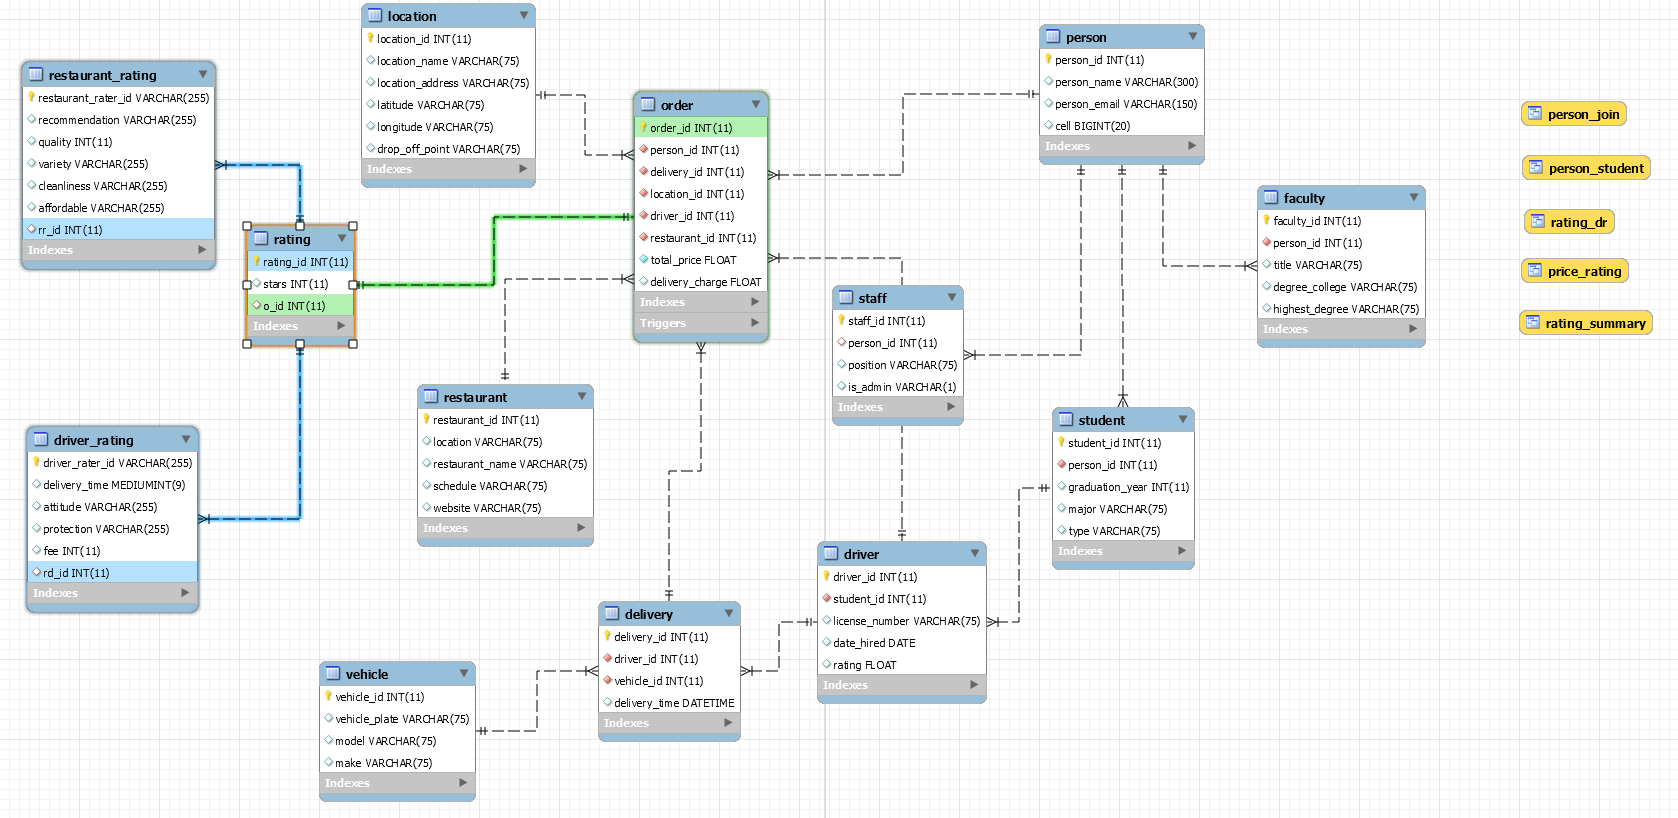 location
location_id INT(11)
location_name VARCHAR(75)
location_address VARCHAR(75)
latitude VARCHAR(75)
longitude VARCHAR(75)
drop_off_point VARCHAR(75)
Indexes
restaurant_rating
restaurant_rater_id VARCHAR(255)
recommendation VARCHAR(255)
quality INT(11)
variety VARCHAR(255)
cleanliness VARCHAR(255)
affordable VARCHAR(255)
rr_id INT(11)
Indexes
rating
rating_id INT(11)
stars INT(11)
o_id INT(11)
Indexes
driver_rating
driver_rater_id VARCHAR(255)
delivery_time MEDIUMINT(9)
attitude VARCHAR(255)
protection VARCHAR(255)
fee INT(11)
rd_id INT(11)
Indexes
order
order_id INT(11)
person_id INT(11)
delivery_id INT(11)
location_id INT(11)
driver_id INT(11)
restaurant_id INT(11)
total_price FLOAT
delivery_charge FLOAT
Indexes
Triggers
restaurant
restaurant_id INT(11)
location VARCHAR(75)
restaurant_name VARCHAR(75)
schedule VARCHAR(75)
website VARCHAR(75)
Indexes
vehicle
vehicle_id INT(11)
vehicle_plate VARCHAR(75)
model VARCHAR(75)
make VARCHAR(75)
Indexes
delivery
delivery_id INT(11)
driver_id INT(11)
vehicle_id INT(11)
delivery_time DATETIME
Indexes
person
person_id INT(11)
person_name VARCHAR(300)
person_email VARCHAR(150)
cell BIGINT(20)
Indexes
staff
staff_id INT(11)
person_id INT(11)
position VARCHAR(75)
is_admin VARCHAR(1)
Indexes
driver
driver_id INT(11)
student_id INT(11)
license_number VARCHAR(75)
date_hired DATE
rating FLOAT
Indexes
student
student_id INT(11)
person_id INT(11)
graduation_year INT(11)
major VARCHAR(75)
type VARCHAR(75)
Indexes
faculty
faculty_id INT(11)
person_id INT(11)
title VARCHAR(75)
degree_college VARCHAR(75)
highest_degree VARCHAR(75)
Indexes
person_join
person_student
rating_dr
price_rating
rating_summary